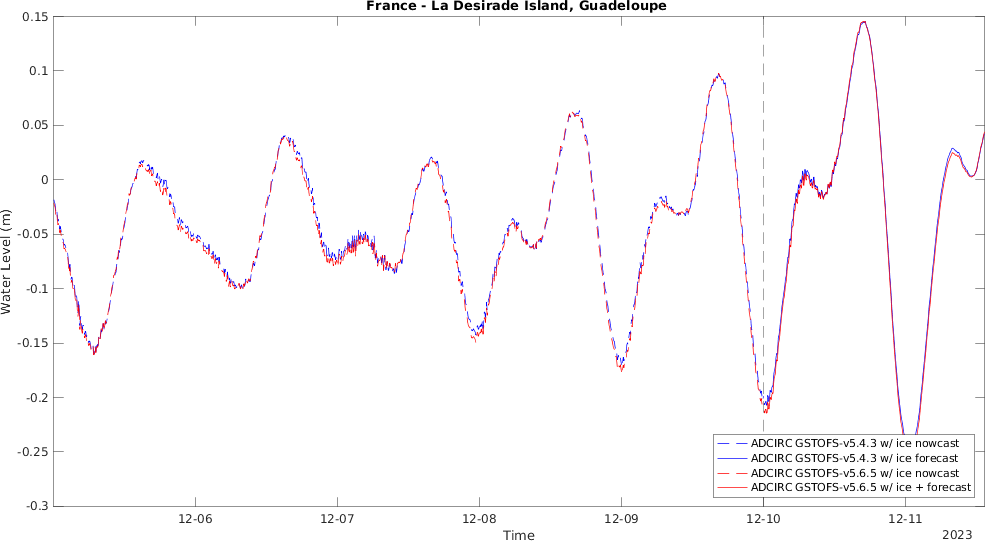 France - La Desirade Island, Guadeloupe
0.15
0.1
0.05
0
-0.05
-0.1
-0.15
-0.2
-0.25
-0.3
Water Level (m)
ADCIRC GSTOFS-v5.4.3 w/ ice nowcast
ADCIRC GSTOFS-v5.4.3 w/ ice forecast
ADCIRC GSTOFS-v5.6.5 w/ ice nowcast
ADCIRC GSTOFS-v5.6.5 w/ ice + forecast
12-06
12-07
12-08
12-09
12-10
12-11
Time
2023